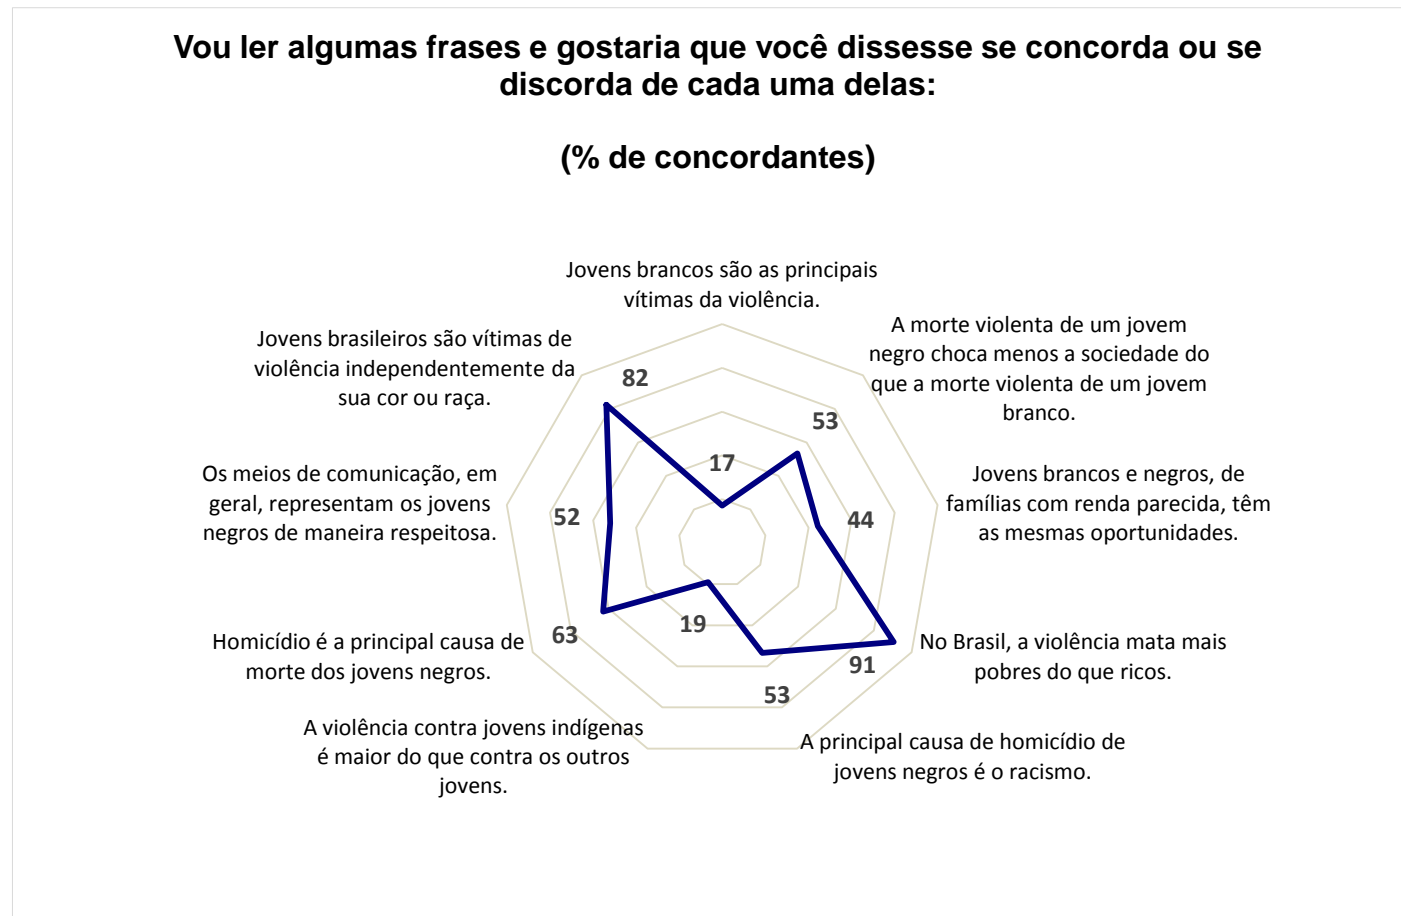 Vou ler algumas frases e gostaria que você dissesse se concorda ou se
discorda de cada uma delas:
(% de concordantes)
Jovens brancos são as principais
vítimas da violência.
17
A morte violenta de um jovem
negro choca menos a sociedade do
que a morte violenta de um jovem
branco.
53
Jovens brancos e negros, de
famílias com renda parecida, têm
as mesmas oportunidades.
44
No Brasil, a violência mata mais
pobres do que ricos.
91
A principal causa de homicídio de
jovens negros é o racismo.
53
A violência contra jovens indígenas
é maior do que contra os outros
jovens.
19
Homicídio é a principal causa de
morte dos jovens negros.
63
Os meios de comunicação, em
geral, representam os jovens
negros de maneira respeitosa.
52
Jovens brasileiros são vítimas de
violência independentemente da
sua cor ou raça.
82